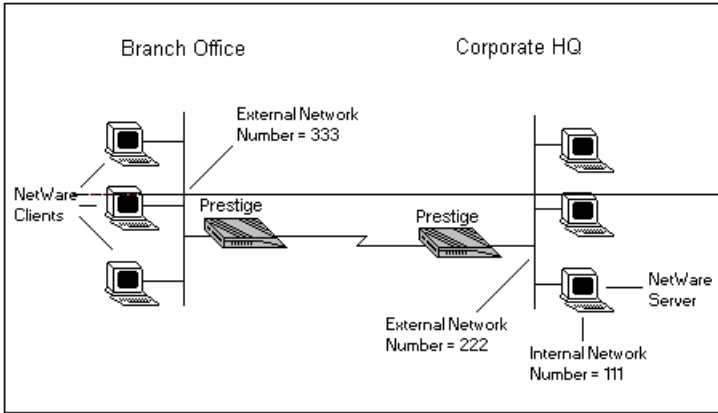 Branch Office
Corporate HQ
External Network
Number = 333
NetWare
Clients
Prestige
Prestige
NetWare
Server
External Network
Number = 222
Internal Network
Number = 111